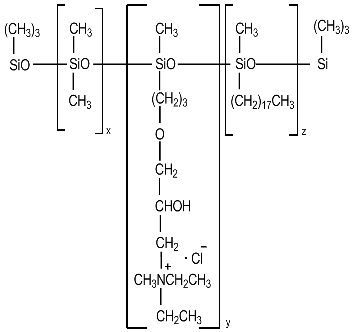 (CH₃)₃ CH₃ CH₃ CH₃ (CH₃)₃
SiO SiO SiO SiO Si
CH₃ (CH₂)₃ (CH₂)₁₇CH₃
x z
O
CH₂
CHOH
CH₂
· Cl⁻
CH₃N⁺CH₂CH₃
CH₂CH₃
y